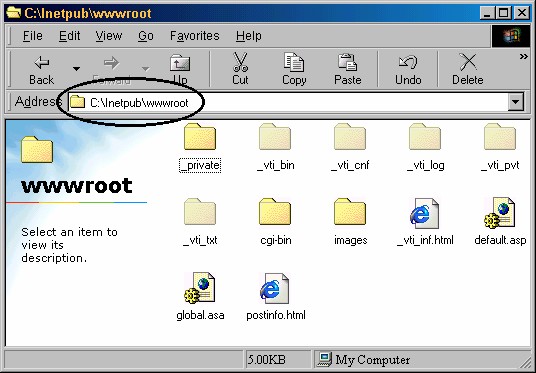 C:\Inetpub\wwwroot
File Edit View Go Favorites Help
Back Forward Up Cut Copy Paste Undo Delete »
Address C:\Inetpub\wwwroot
wwwroot
Select an item to
view its
description.
_private _vti_bin _vti_cnf _vti_log _vti_pvt
_vti_txt cgi-bin images _vti_inf.html default.asp
global.asa postinfo.html
5.00KB My Computer